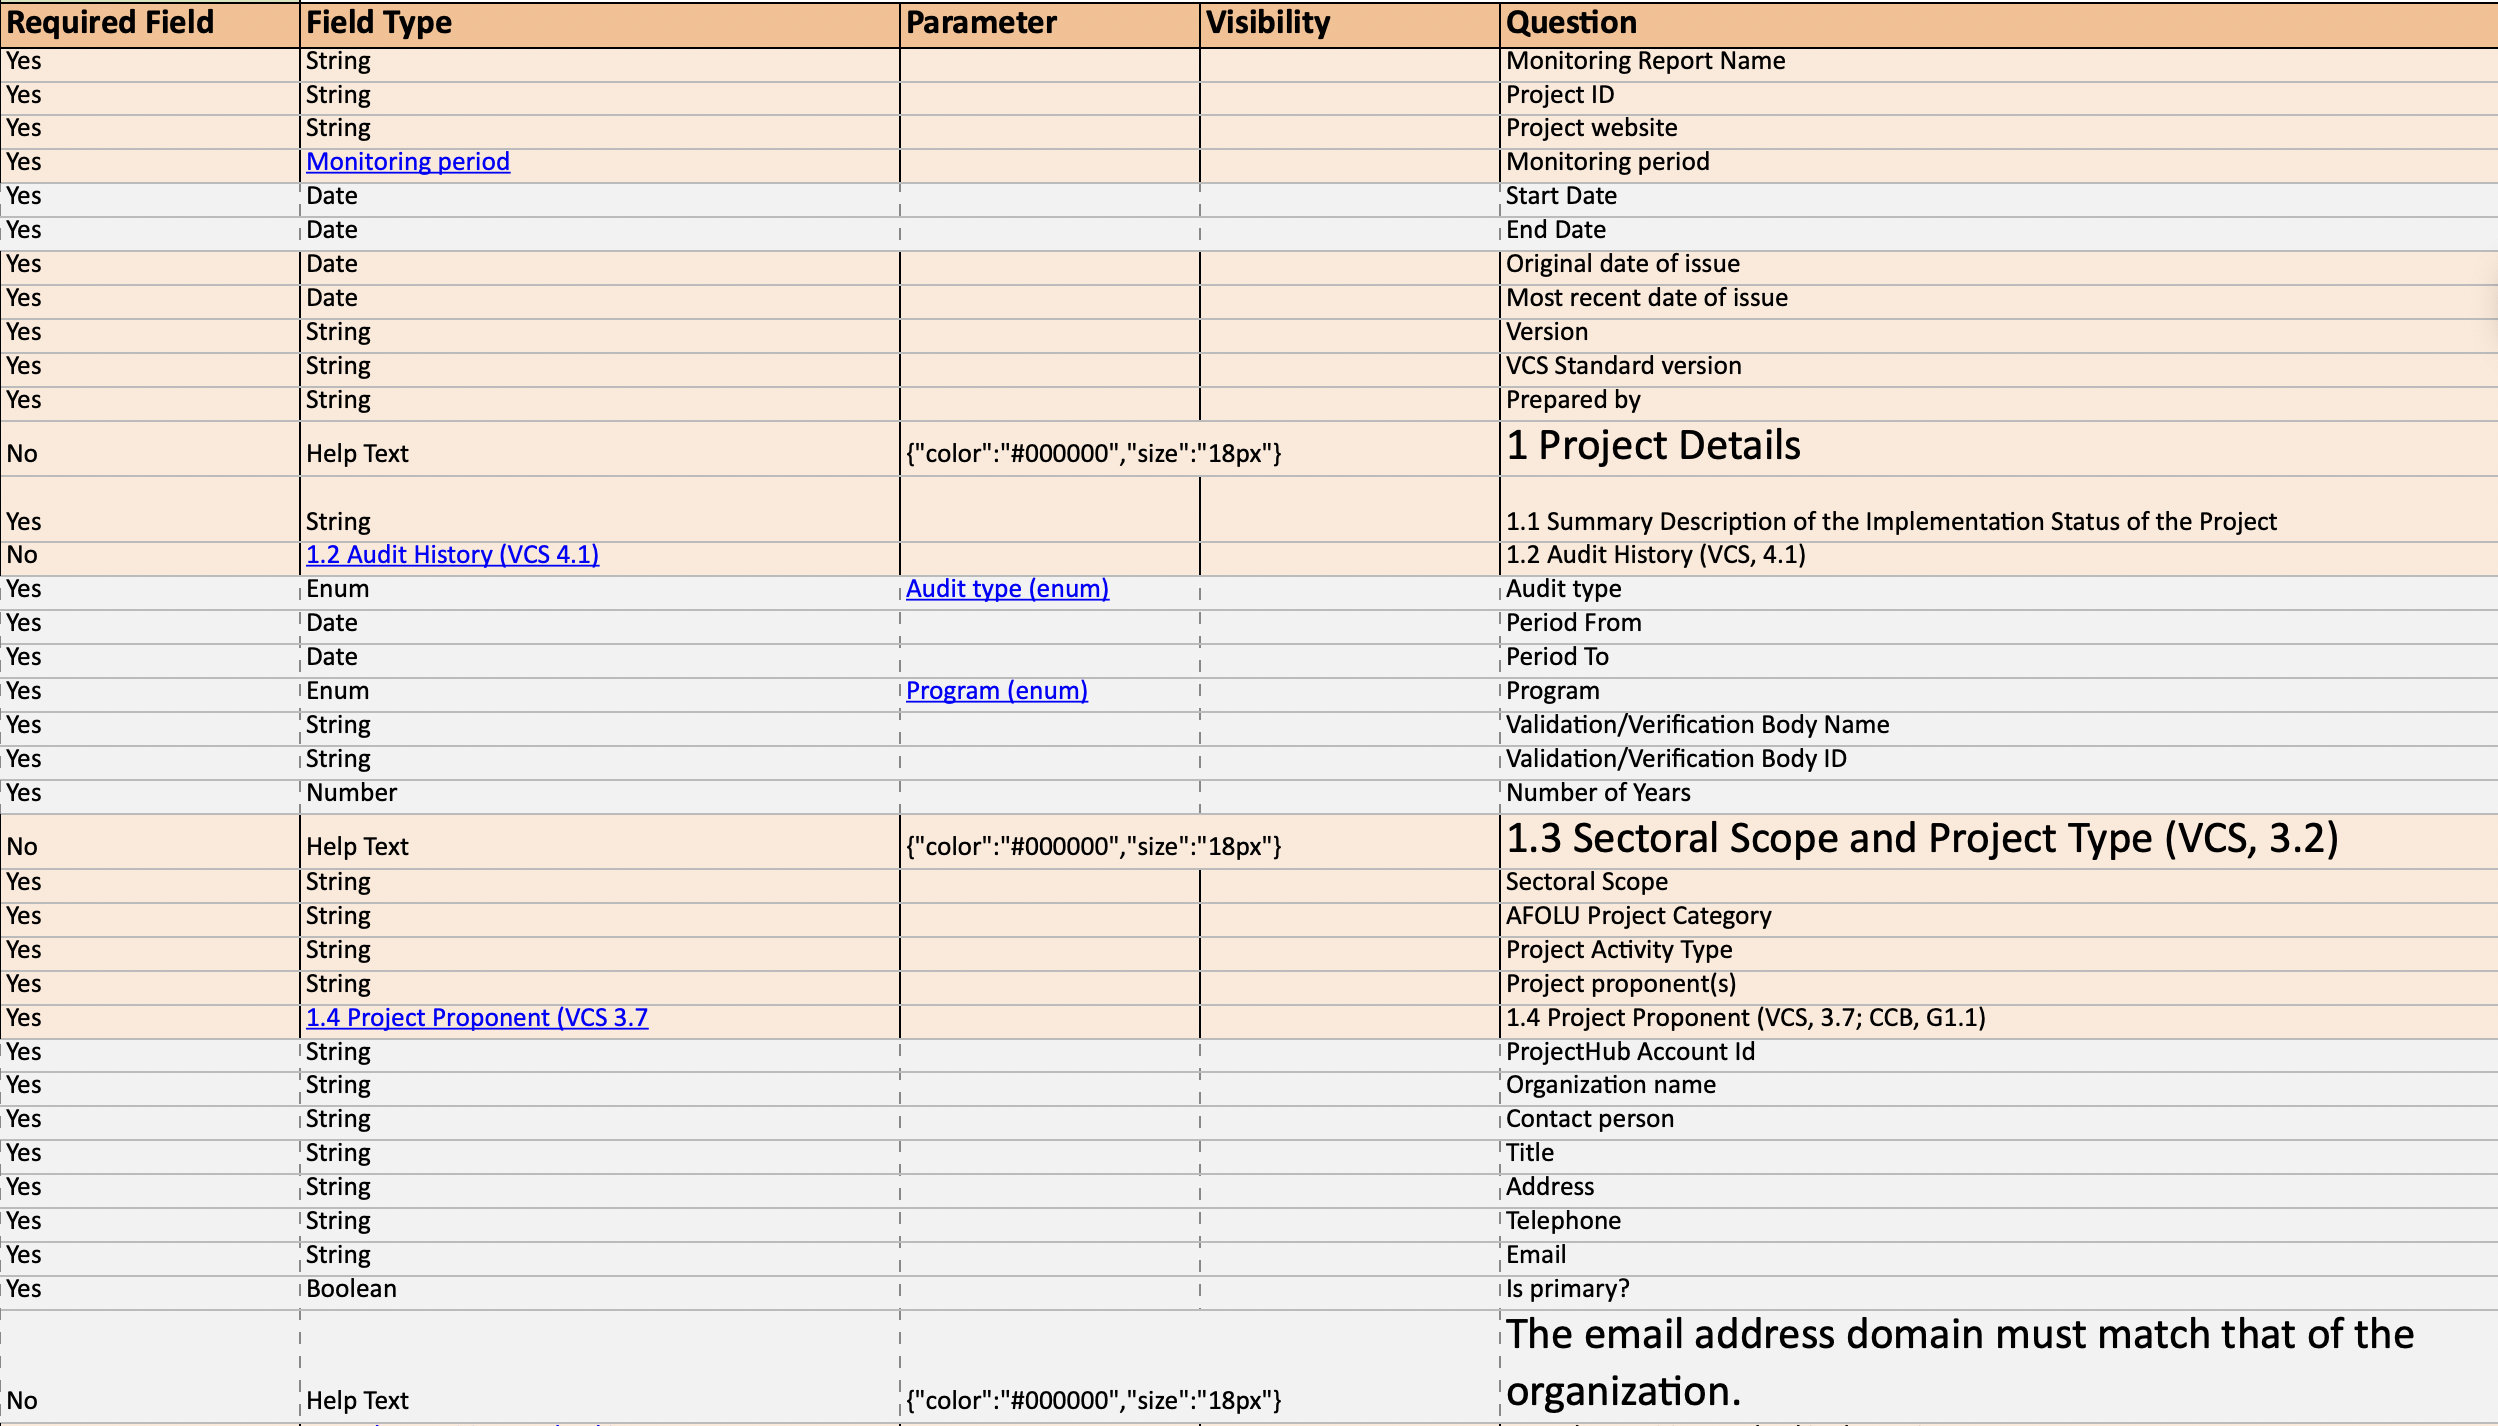 Required Field Field Type Parameter Visibility Question
Yes String Monitoring Report Name
Yes String Project ID
Yes String Project website
Yes Monitoring period Monitoring period
Yes Date Start Date
Yes Date End Date
Yes Date Original date of issue
Yes Date Most recent date of issue
Yes String Version
Yes String VCS Standard version
Yes String Prepared by
No Help Text {"color":"#000000","size":"18px"} 1 Project Details
Yes String 1.1 Summary Description of the Implementation Status of the Project
No 1.2 Audit History (VCS 4.1) 1.2 Audit History (VCS, 4.1)
Yes Enum Audit type (enum) Audit type
Yes Date Period From
Yes Date Period To
Yes Enum Program (enum) Program
Yes String Validation/Verification Body Name
Yes String Validation/Verification Body ID
Yes Number Number of Years
No Help Text {"color":"#000000","size":"18px"} 1.3 Sectoral Scope and Project Type (VCS, 3.2)
Yes String Sectoral Scope
Yes String AFOLU Project Category
Yes String Project Activity Type
Yes String Project proponent(s)
Yes 1.4 Project Proponent (VCS 3.7 1.4 Project Proponent (VCS, 3.7; CCB, G1.1)
Yes String ProjectHub Account Id
Yes String Organization name
Yes String Contact person
Yes String Title
Yes String Address
Yes String Telephone
Yes String Email
Yes Boolean Is primary?
The email address domain must match that of the
No Help Text {"color":"#000000","size":"18px"} organization.